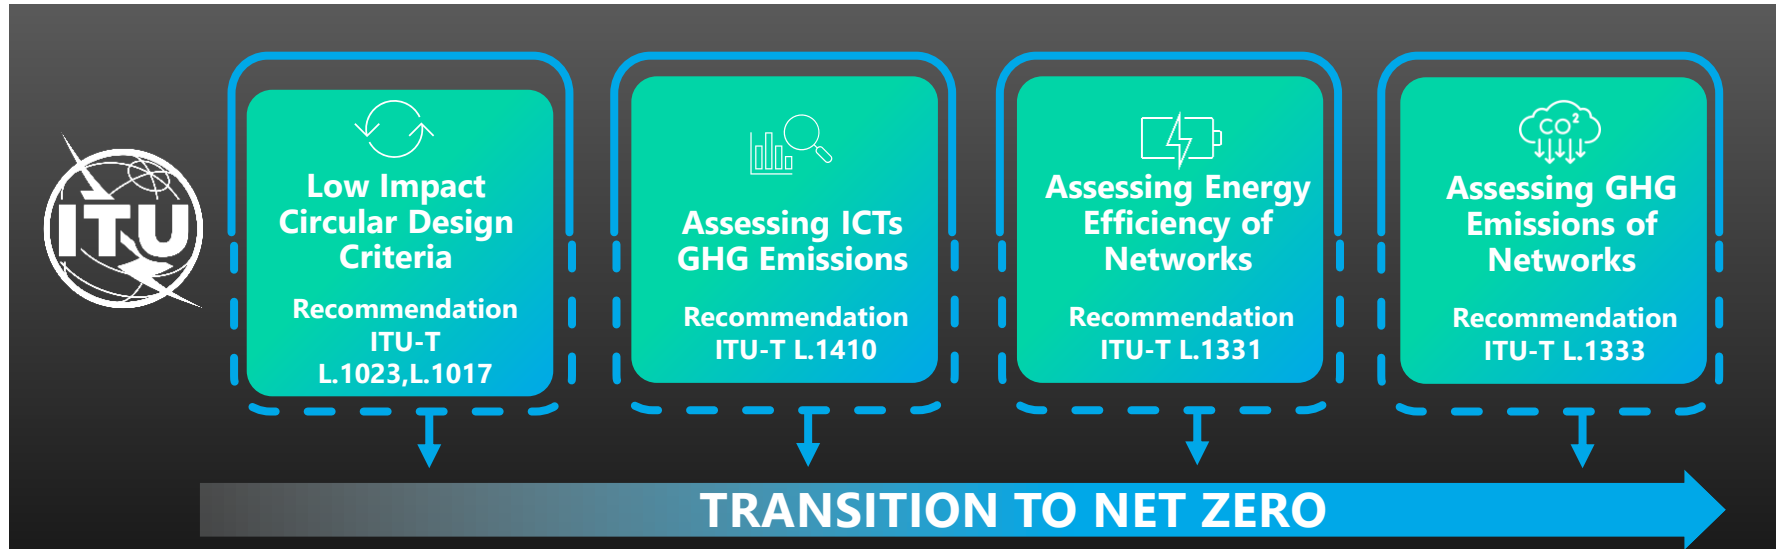 ITU
Low Impact
Circular Design
Criteria
Recommendation
ITU-T
L.1023,L.1017
Assessing ICTs
GHG Emissions
Recommendation
ITU-T L.1410
Assessing Energy
Efficiency of
Networks
Recommendation
ITU-T L.1331
CO²
Assessing GHG
Emissions of
Networks
Recommendation
ITU-T L.1333
TRANSITION TO NET ZERO